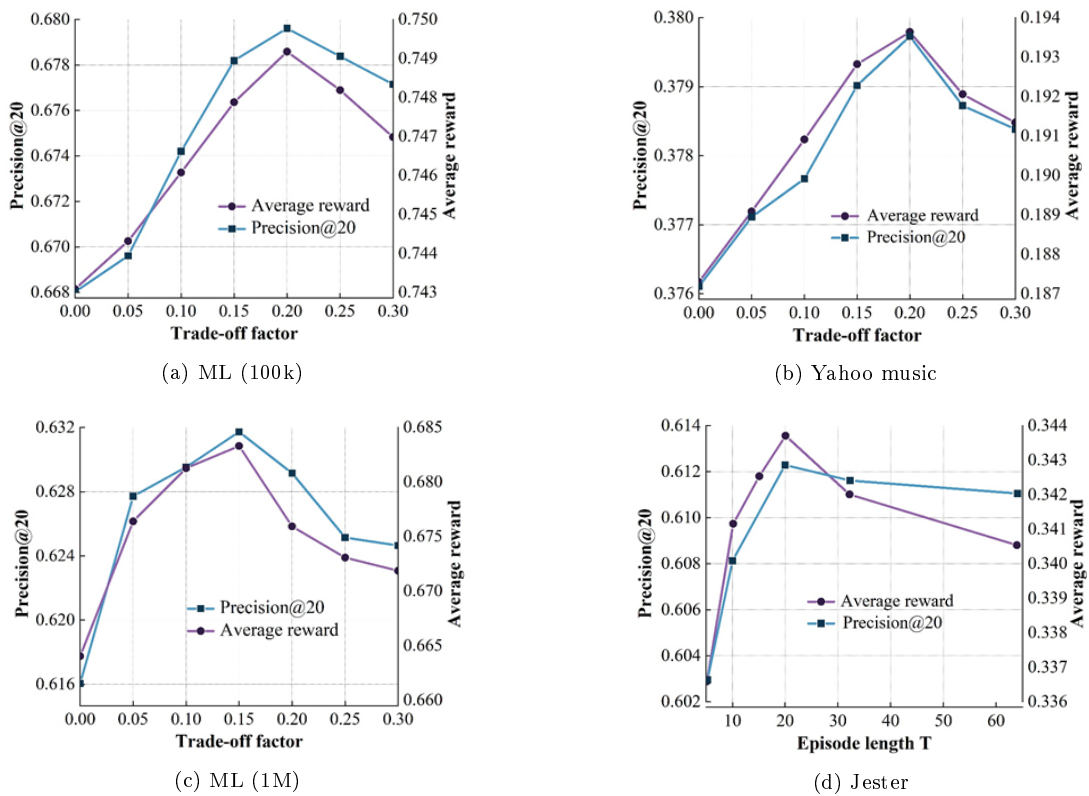 Precision@20
0.680
0.678
0.676
0.674
0.672
0.670
0.668
0.750
0.749
0.748
0.747
0.746
0.745
0.744
0.743
Average reward
Average reward
Precision@20
0.00 0.05 0.10 0.15 0.20 0.25 0.30
Trade-off factor
(a) ML (100k)
Precision@20
0.380
0.379
0.378
0.377
0.376
0.194
0.193
0.192
0.191
0.190
0.189
0.188
0.187
Average reward
Average reward
Precision@20
0.00 0.05 0.10 0.15 0.20 0.25 0.30
Trade-off factor
(b) Yahoo music
Precision@20
0.632
0.628
0.624
0.620
0.616
0.685
0.680
0.675
0.670
0.665
0.660
Average reward
Precision@20
Average reward
0.00 0.05 0.10 0.15 0.20 0.25 0.30
Trade-off factor
(c) ML (1M)
Precision@20
0.614
0.612
0.610
0.608
0.606
0.604
0.602
0.344
0.343
0.342
0.341
0.340
0.339
0.338
0.337
0.336
Average reward
Average reward
Precision@20
10 20 30 40 50 60
Episode length T
(d) Jester